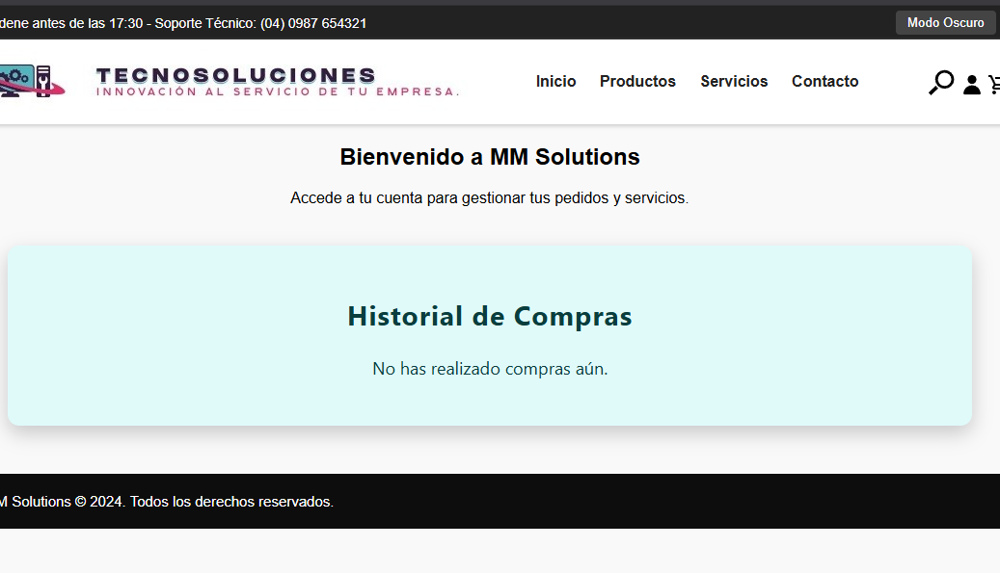 antes de las 17:30 - Soporte Técnico: (04) 0987 654321
Modo Oscuro
TECNOSOLUCIONES
INNOVACIÓN AL SERVICIO DE TU EMPRESA.
Inicio
Productos
Servicios
Contacto
Bienvenido a MM Solutions
Accede a tu cuenta para gestionar tus pedidos y servicios.
Historial de Compras
No has realizado compras aún.
M Solutions © 2024. Todos los derechos reservados.